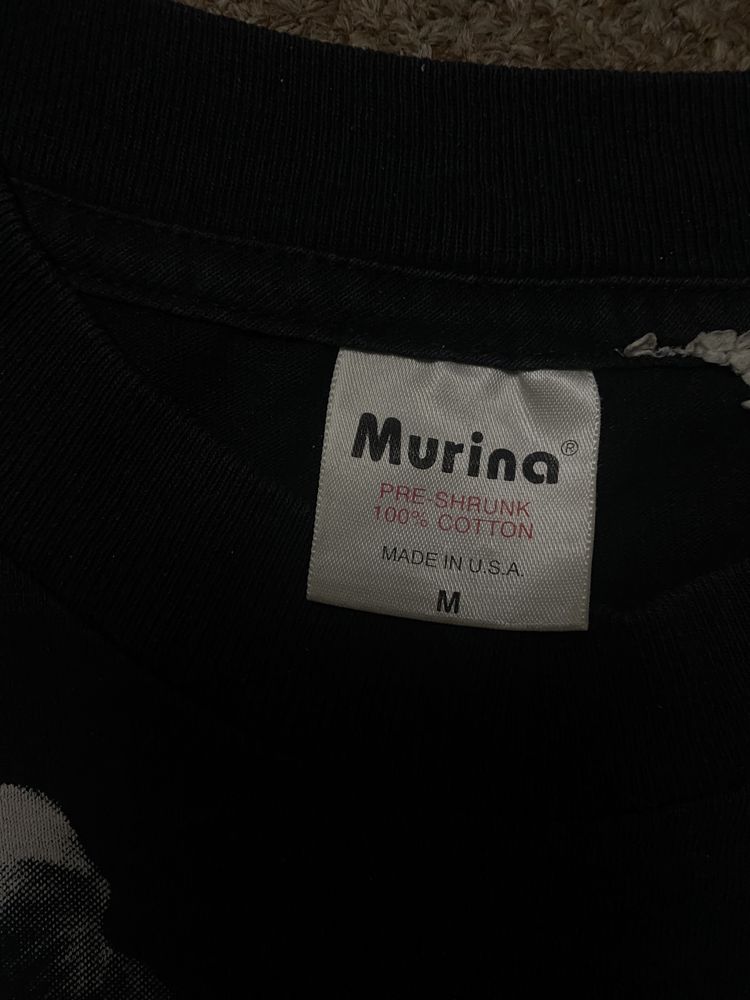 Murina®
PRE-SHRUNK
100% COTTON
MADE IN U.S.A.
M